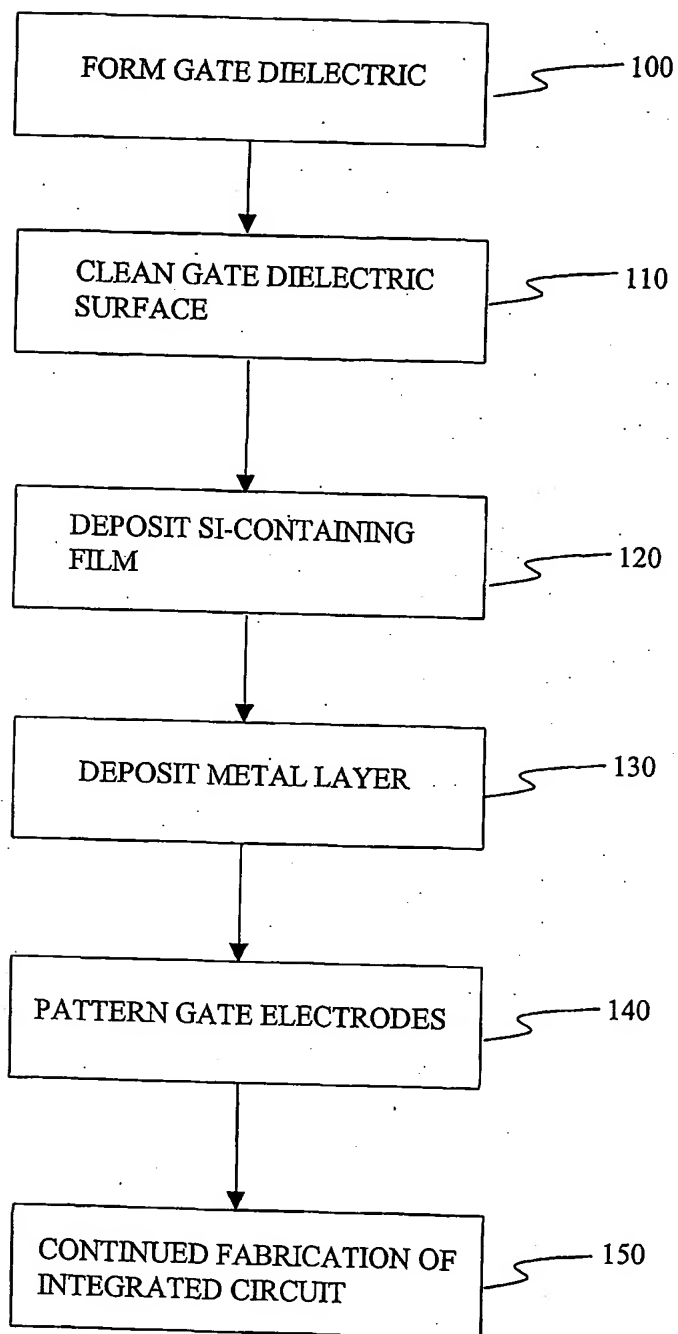 FORM GATE DIELECTRIC
100
CLEAN GATE DIELECTRIC
SURFACE
110
DEPOSIT SI-CONTAINING
FILM
120
DEPOSIT METAL LAYER
130
PATTERN GATE ELECTRODES
140
CONTINUED FABRICATION OF
INTEGRATED CIRCUIT
150